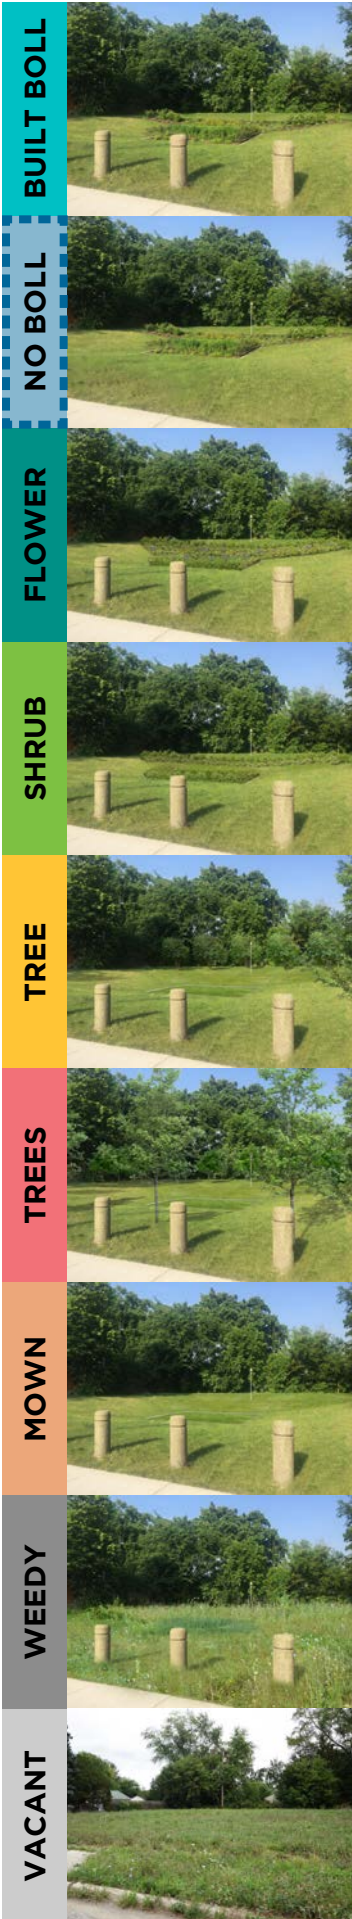 BUILT BOLL
NO BOLL
FLOWER
SHRUB
TREE
TREES
MOWN
WEEDY
VACANT